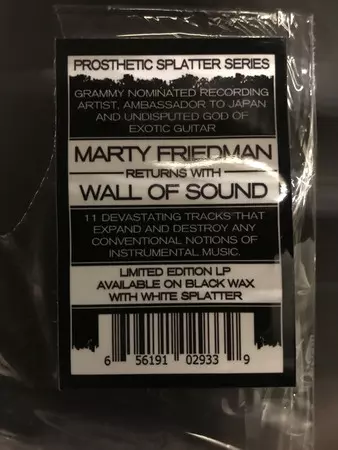 PROSTHETIC SPLATTER SERIES
GRAMMY NOMINATED RECORDING
ARTIST, AMBASSADOR TO JAPAN
AND UNDISPUTED GOD OF
EXOTIC GUITAR
MARTY FRIEDMAN
RETURNS WITH
WALL OF SOUND
11 DEVASTATING TRACKS THAT
EXPAND AND DESTROY ANY
CONVENTIONAL NOTIONS OF
INSTRUMENTAL MUSIC.
LIMITED EDITION LP
AVAILABLE ON BLACK WAX
WITH WHITE SPLATTER
6 56191 02933 9